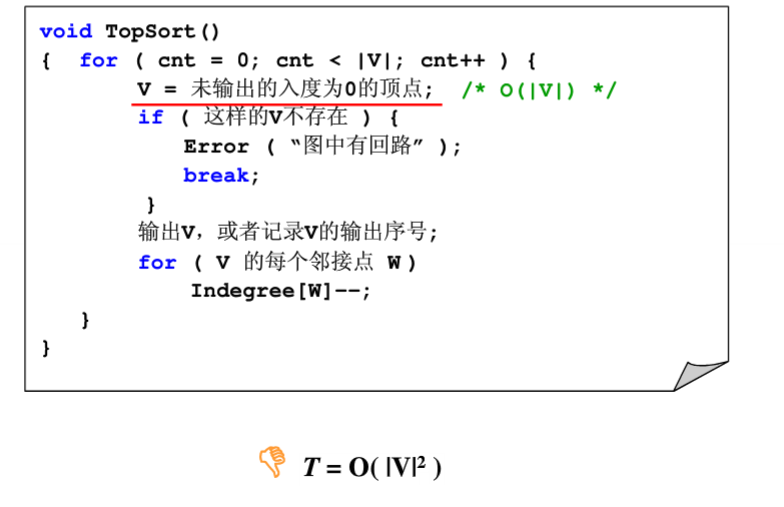 void TopSort()
{ for ( cnt = 0; cnt < |V|; cnt++ ) {
V = 未输出的入度为0的顶点; /* O(|V|) */
if ( 这样的V不存在 ) {
Error ( “图中有回路” );
break;
}
输出V，或者记录V的输出序号;
for ( V 的每个邻接点 W )
Indegree[W]--;
}
}
T = O( |V|² )